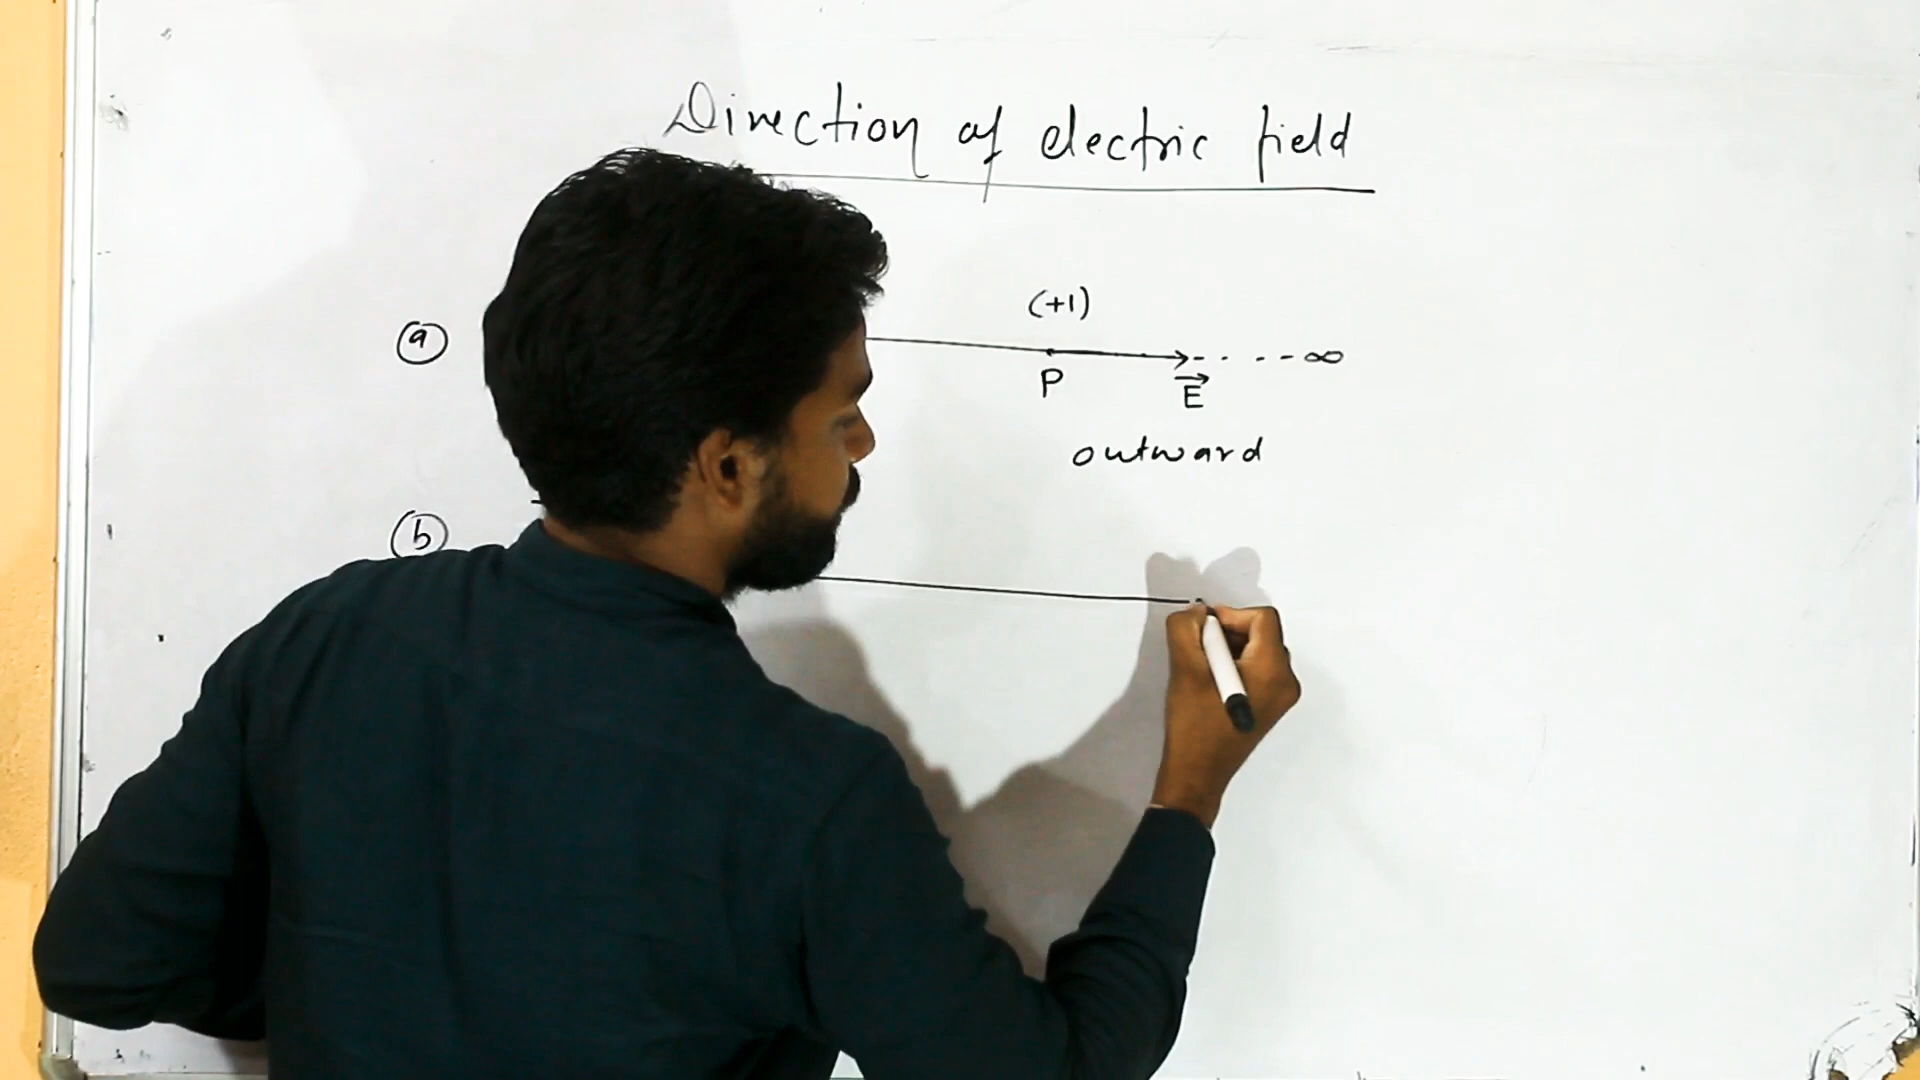 Direction of electric field
(+1)
(a)
∞
P
E
outward
(b)